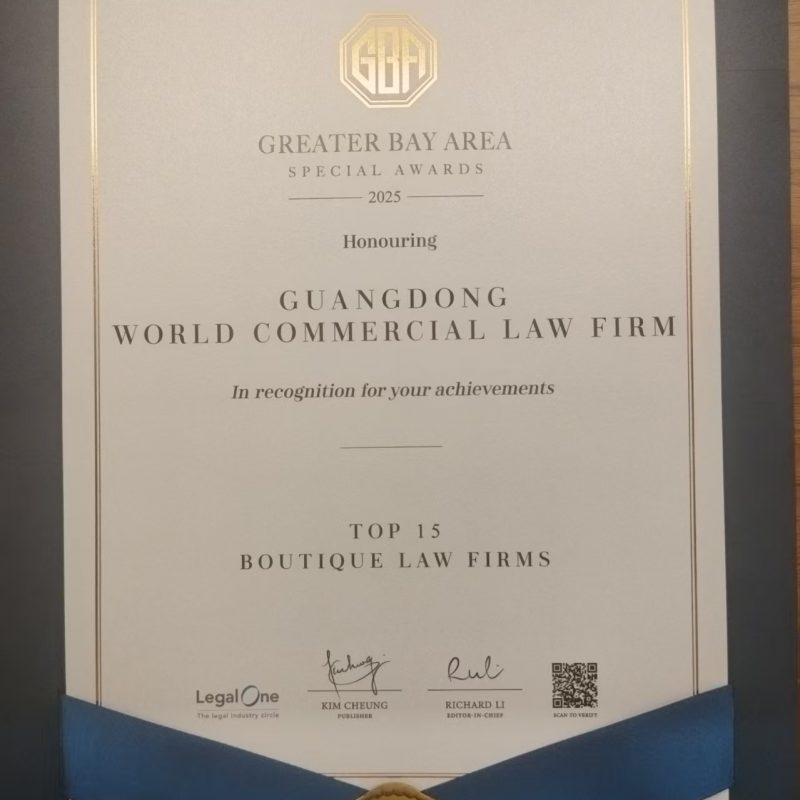 GBA
GREATER BAY AREA
SPECIAL AWARDS
2025
Honouring
GUANGDONG
WORLD COMMERCIAL LAW FIRM
In recognition for your achievements
TOP 15
BOUTIQUE LAW FIRMS
LegalOne
The legal industry circle
KIM CHEUNG
PUBLISHER
RICHARD LI
EDITOR-IN-CHIEF
SCAN TO VERIFY